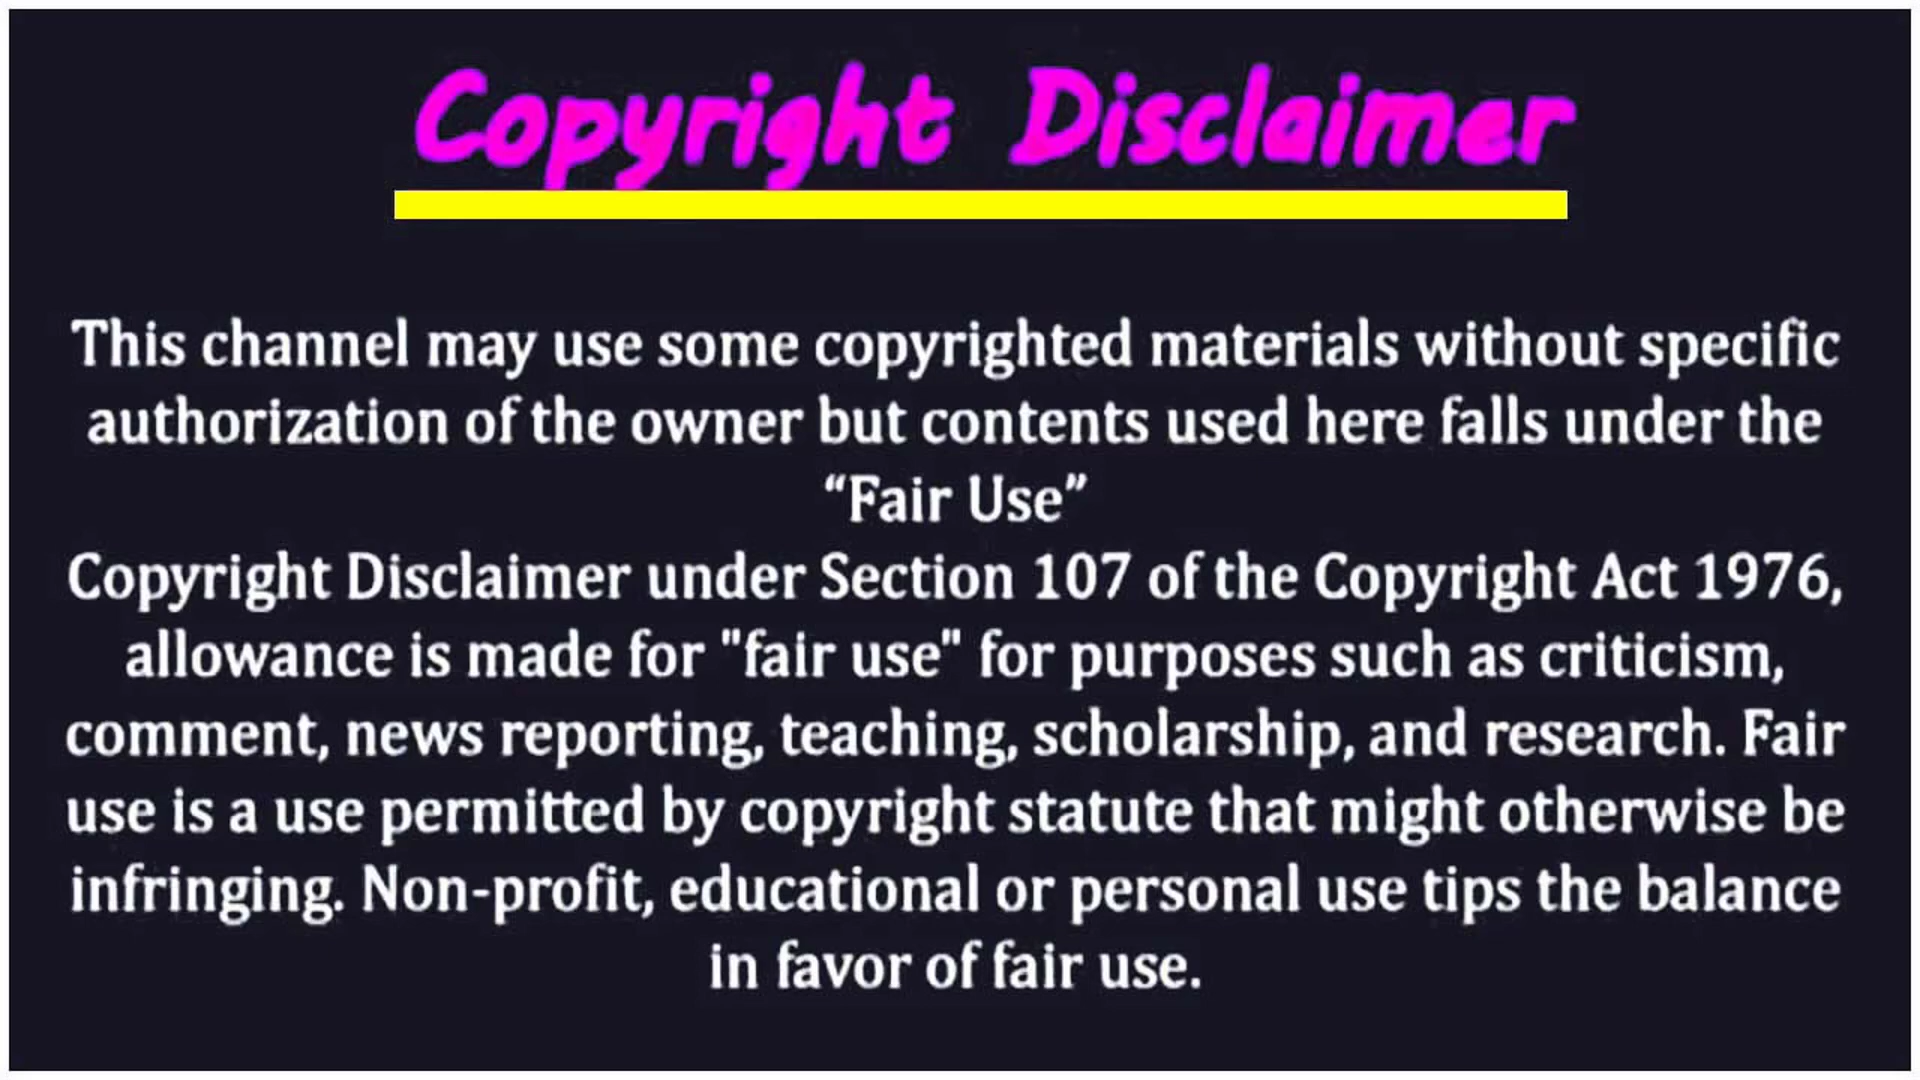 Copyright Disclaimer
This channel may use some copyrighted materials without specific
authorization of the owner but contents used here falls under the
“Fair Use”
Copyright Disclaimer under Section 107 of the Copyright Act 1976,
allowance is made for "fair use" for purposes such as criticism,
comment, news reporting, teaching, scholarship, and research. Fair
use is a use permitted by copyright statute that might otherwise be
infringing. Non-profit, educational or personal use tips the balance
in favor of fair use.